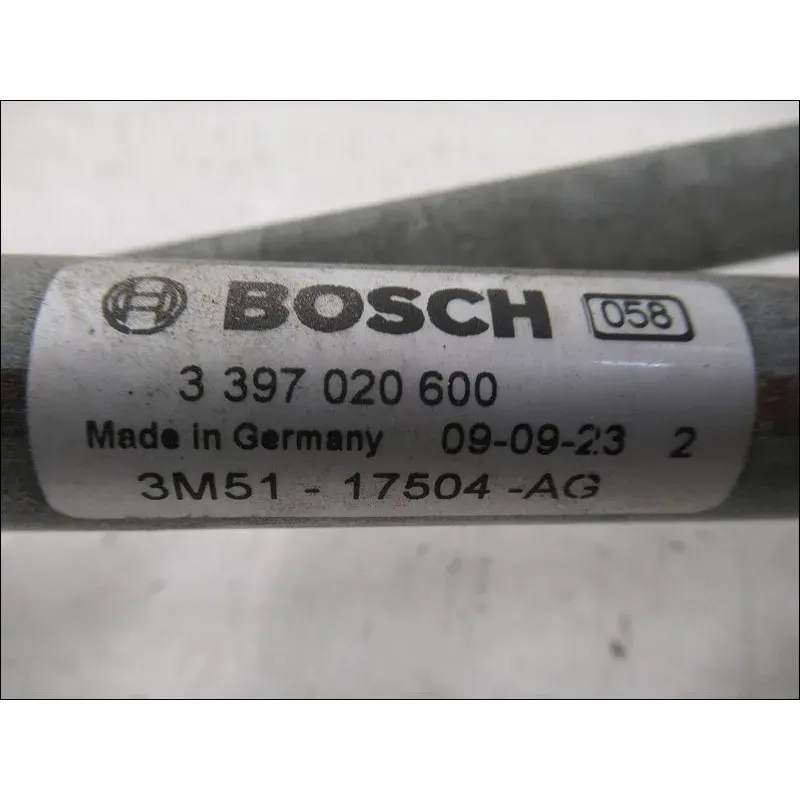 BOSCH 058
3 397 020 600
Made in Germany 09-09-23 2
3M51 - 17504 -AG